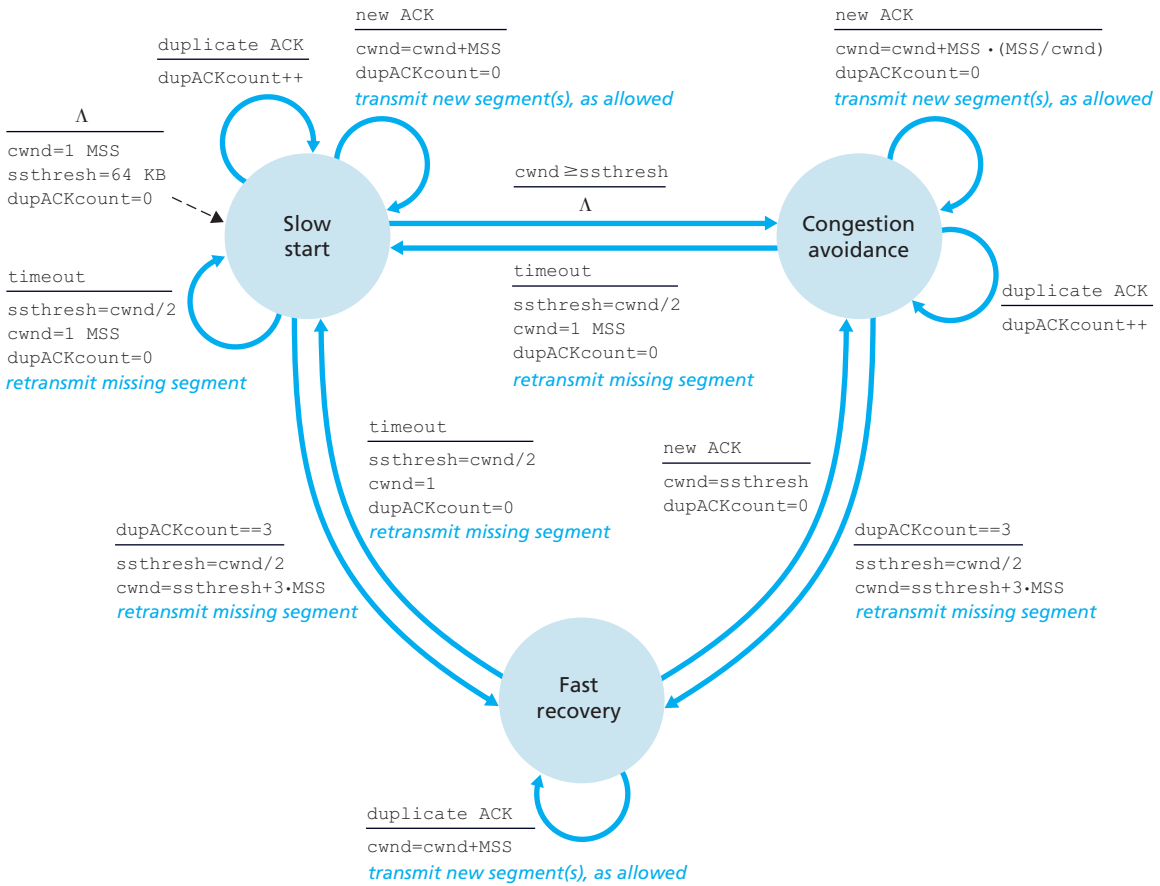 new ACK
cwnd=cwnd+MSS
dupACKcount=0
transmit new segment(s), as allowed
new ACK
cwnd=cwnd+MSS·(MSS/cwnd)
dupACKcount=0
transmit new segment(s), as allowed
duplicate ACK
dupACKcount++
Λ
cwnd=1 MSS
ssthresh=64 KB
dupACKcount=0
Slow
start
cwnd≥ssthresh
Λ
Congestion
avoidance
timeout
ssthresh=cwnd/2
cwnd=1 MSS
dupACKcount=0
retransmit missing segment
timeout
ssthresh=cwnd/2
cwnd=1 MSS
dupACKcount=0
retransmit missing segment
duplicate ACK
dupACKcount++
timeout
ssthresh=cwnd/2
cwnd=1
dupACKcount=0
retransmit missing segment
new ACK
cwnd=ssthresh
dupACKcount=0
dupACKcount==3
ssthresh=cwnd/2
cwnd=ssthresh+3·MSS
retransmit missing segment
dupACKcount==3
ssthresh=cwnd/2
cwnd=ssthresh+3·MSS
retransmit missing segment
Fast
recovery
duplicate ACK
cwnd=cwnd+MSS
transmit new segment(s), as allowed